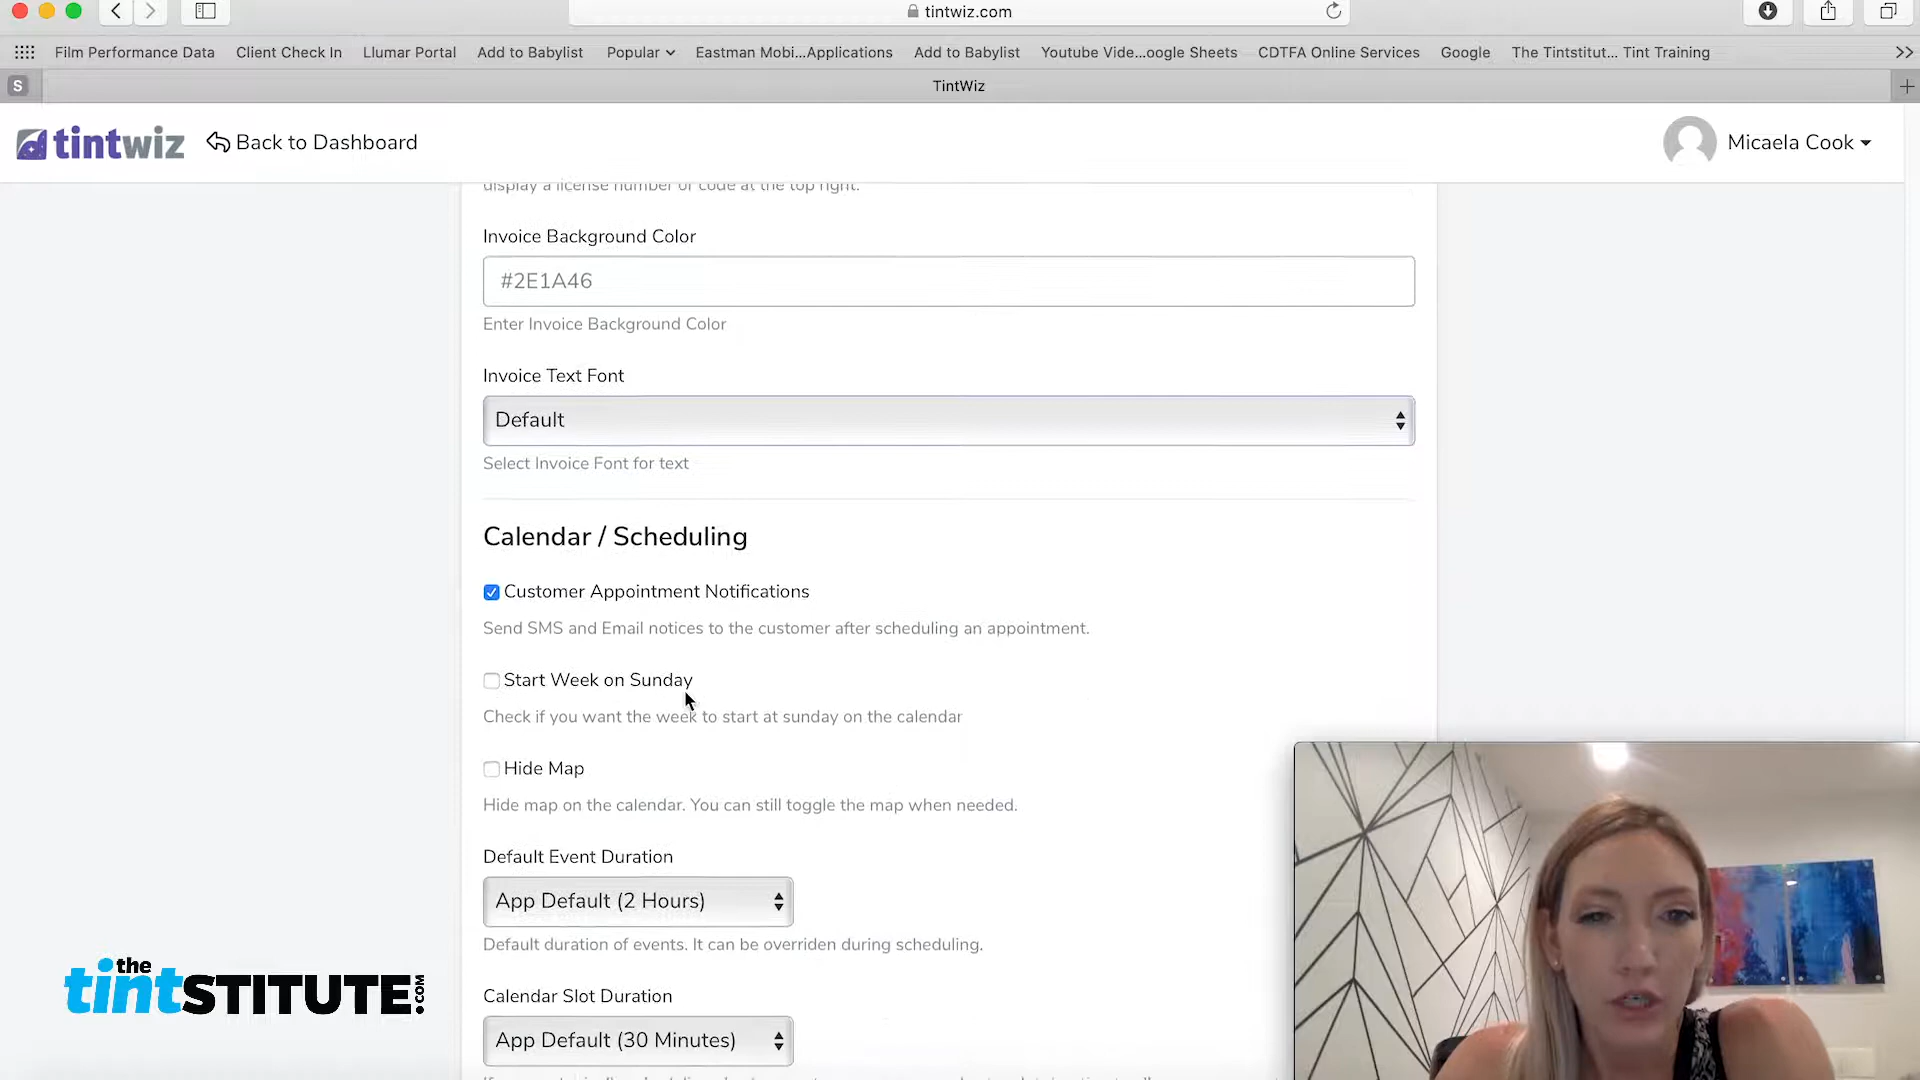 tintwiz.com
Film Performance Data Client Check In Llumar Portal Add to Babylist Popular Eastman Mobi...Applications Add to Babylist Youtube Vide...oogle Sheets CDTFA Online Services Google The Tintstitut... Tint Training
S TintWiz
tintwiz Back to Dashboard Micaela Cook
display a license number or code at the top right.
Invoice Background Color
#2E1A46
Enter Invoice Background Color
Invoice Text Font
Default
Select Invoice Font for text
Calendar / Scheduling
Customer Appointment Notifications
Send SMS and Email notices to the customer after scheduling an appointment.
Start Week on Sunday
Check if you want the week to start at sunday on the calendar
Hide Map
Hide map on the calendar. You can still toggle the map when needed.
Default Event Duration
App Default (2 Hours)
Default duration of events. It can be overriden during scheduling.
Calendar Slot Duration
App Default (30 Minutes)
the
tintSTITUTE.COM